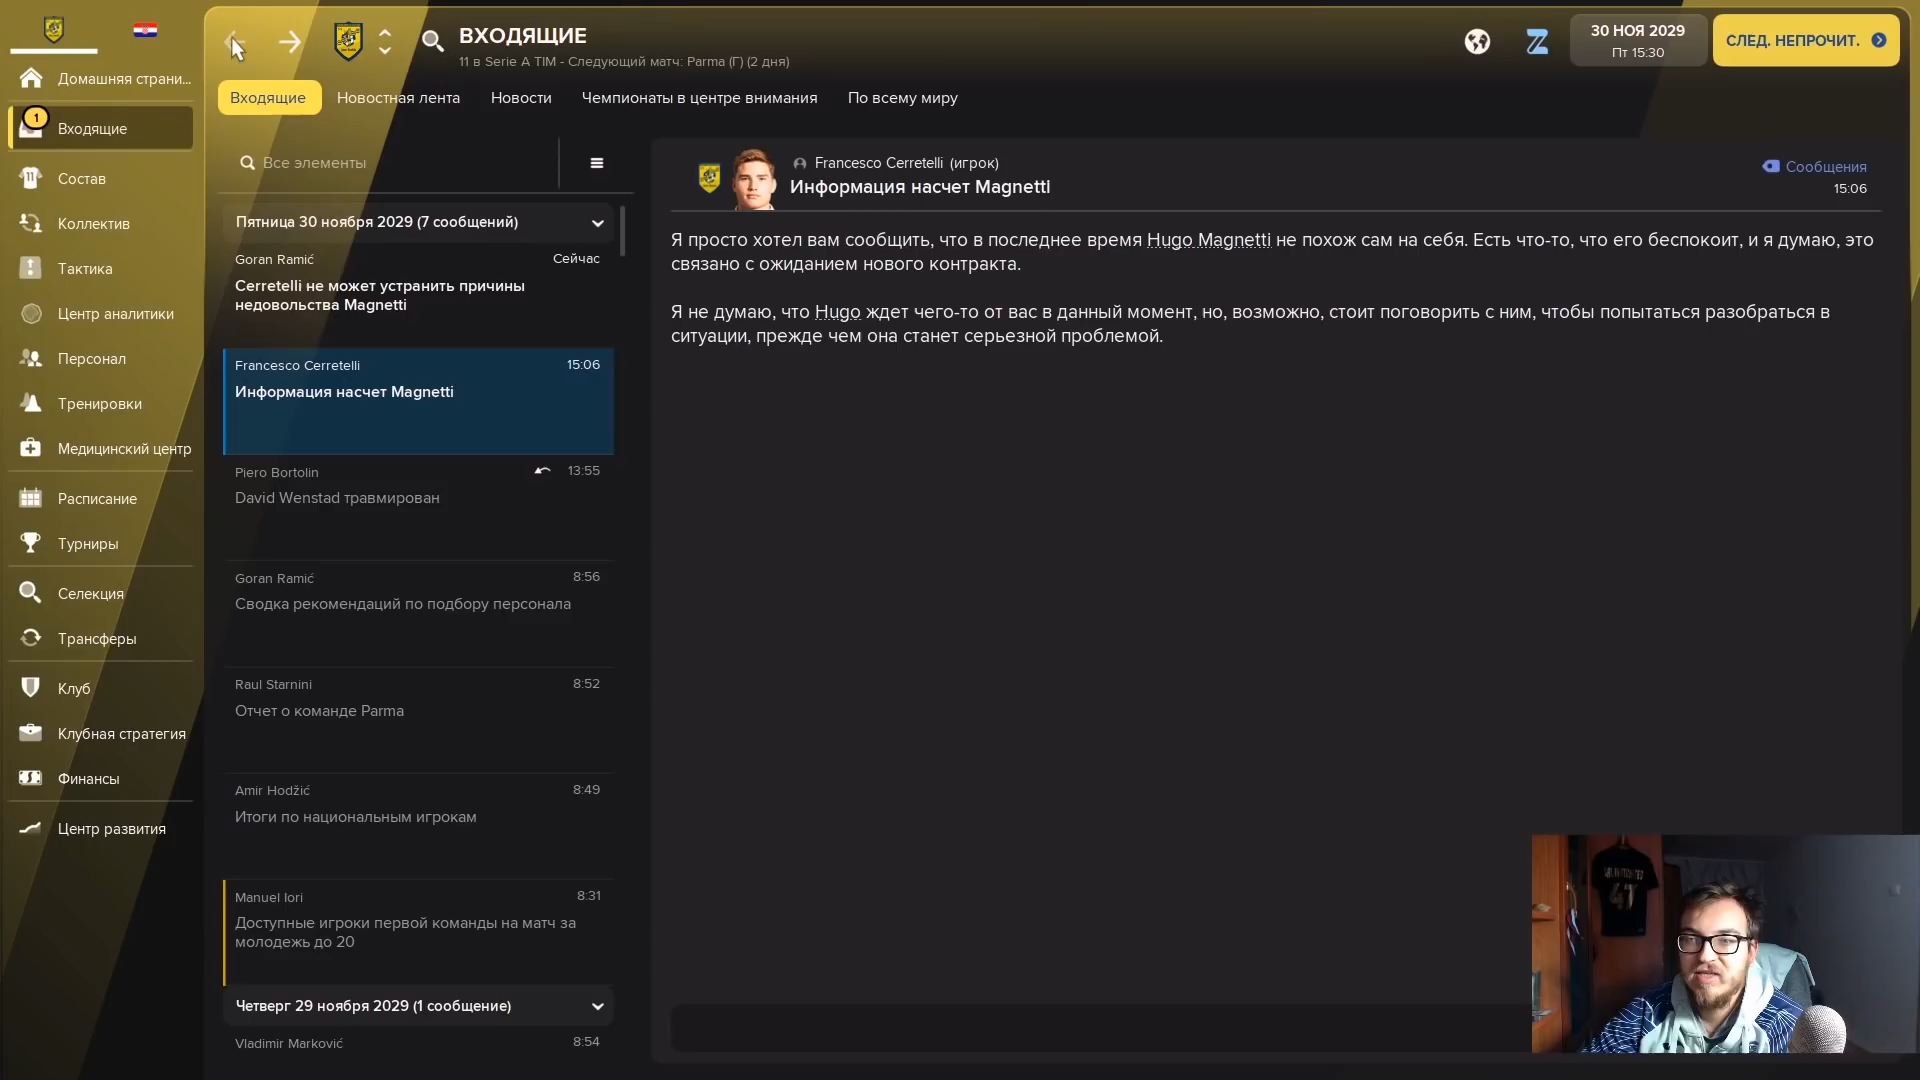 ВХОДЯЩИЕ
11 в Serie A TIM - Следующий матч: Parma (Г) (2 дня)
30 НОЯ 2029
Пт 15:30
СЛЕД. НЕПРОЧИТ.
Входящие
Новостная лента
Новости
Чемпионаты в центре внимания
По всему миру
Домашняя страни...
1
Входящие
Состав
Коллектив
Тактика
Центр аналитики
Персонал
Тренировки
Медицинский центр
Расписание
Турниры
Селекция
Трансферы
Клуб
Клубная стратегия
Финансы
Центр развития
Все элементы
Пятница 30 ноября 2029 (7 сообщений)
Goran Ramić
Сейчас
Cerretelli не может устранить причины
недовольства Magnetti
Francesco Cerretelli
15:06
Информация насчет Magnetti
Piero Bortolin
13:55
David Wenstad травмирован
Goran Ramić
8:56
Сводка рекомендаций по подбору персонала
Raul Starnini
8:52
Отчет о команде Parma
Amir Hodžić
8:49
Итоги по национальным игрокам
Manuel Iori
8:31
Доступные игроки первой команды на матч за
молодежь до 20
Четверг 29 ноября 2029 (1 сообщение)
Vladimir Marković
8:54
Francesco Cerretelli (игрок)
Информация насчет Magnetti
Сообщения
15:06
Я просто хотел вам сообщить, что в последнее время Hugo Magnetti не похож сам на себя. Есть что-то, что его беспокоит, и я думаю, это
связано с ожиданием нового контракта.
Я не думаю, что Hugo ждет чего-то от вас в данный момент, но, возможно, стоит поговорить с ним, чтобы попытаться разобраться в
ситуации, прежде чем она станет серьезной проблемой.